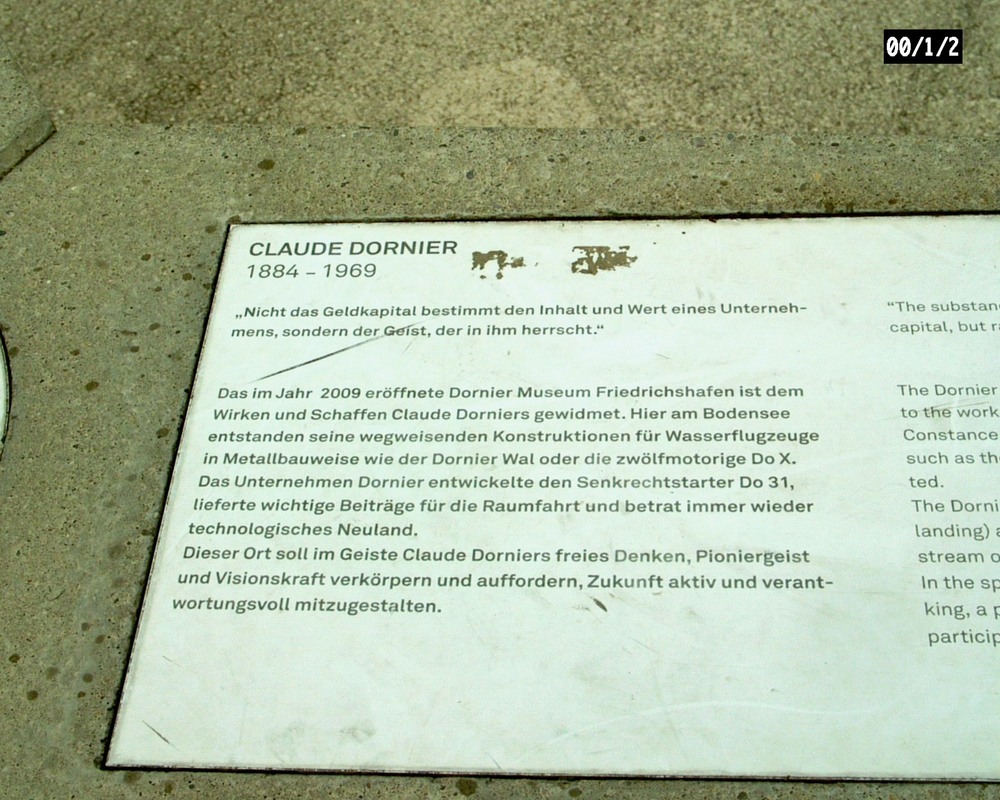 00/1/2
CLAUDE DORNIER
1884 – 1969
„Nicht das Geldkapital bestimmt den Inhalt und Wert eines Unterneh-
mens, sondern der Geist, der in ihm herrscht.“
Das im Jahr 2009 eröffnete Dornier Museum Friedrichshafen ist dem
Wirken und Schaffen Claude Dorniers gewidmet. Hier am Bodensee
entstanden seine wegweisenden Konstruktionen für Wasserflugzeuge
in Metallbauweise wie der Dornier Wal oder die zwölfmotorige Do X.
Das Unternehmen Dornier entwickelte den Senkrechtstarter Do 31,
lieferte wichtige Beiträge für die Raumfahrt und betrat immer wieder
technologisches Neuland.
Dieser Ort soll im Geiste Claude Dorniers freies Denken, Pioniergeist
und Visionskraft verkörpern und auffordern, Zukunft aktiv und verant-
wortungsvoll mitzugestalten.
“The substan
capital, but r
The Dornier
to the work
Constance
such as th
ted.
The Dorni
landing) a
stream o
In the sp
king, a p
particip